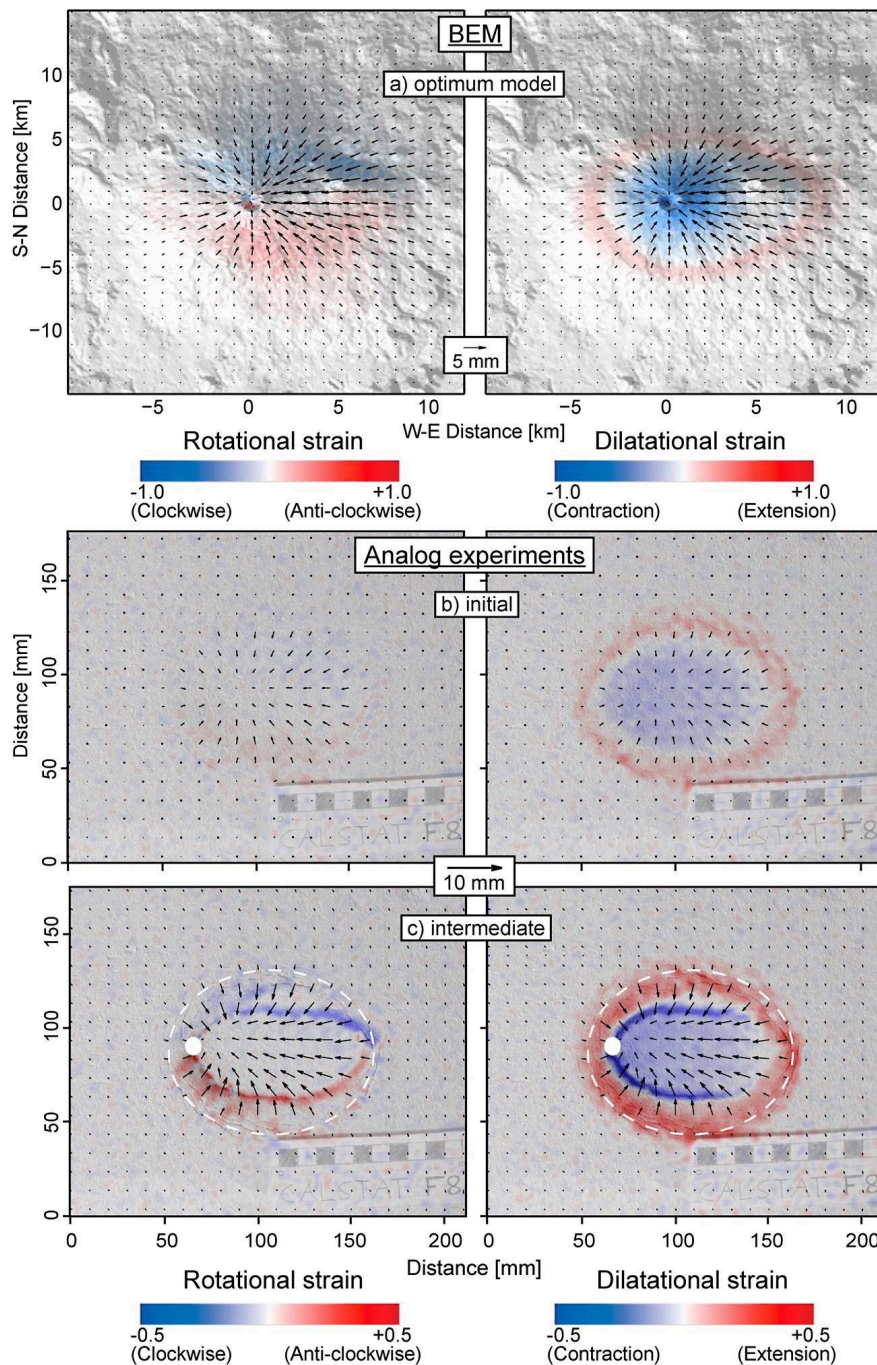 BEM
a) optimum model
S-N Distance [km]
10
5
0
−5
−10
5 mm
−5
0
5
10
−5
0
5
10
W-E Distance [km]
Rotational strain
Dilatational strain
-1.0
+1.0
(Clockwise)
(Anti-clockwise)
-1.0
+1.0
(Contraction)
(Extension)
Analog experiments
b) initial
Distance [mm]
150
100
50
0
CALSTAT F8
CALSTAT F8
10 mm
c) intermediate
150
100
50
0
CALSTAT F8
CALSTAT F8
0
50
100
150
200
0
50
100
150
200
Distance [mm]
Rotational strain
Dilatational strain
-0.5
+0.5
(Clockwise)
(Anti-clockwise)
-0.5
+0.5
(Contraction)
(Extension)